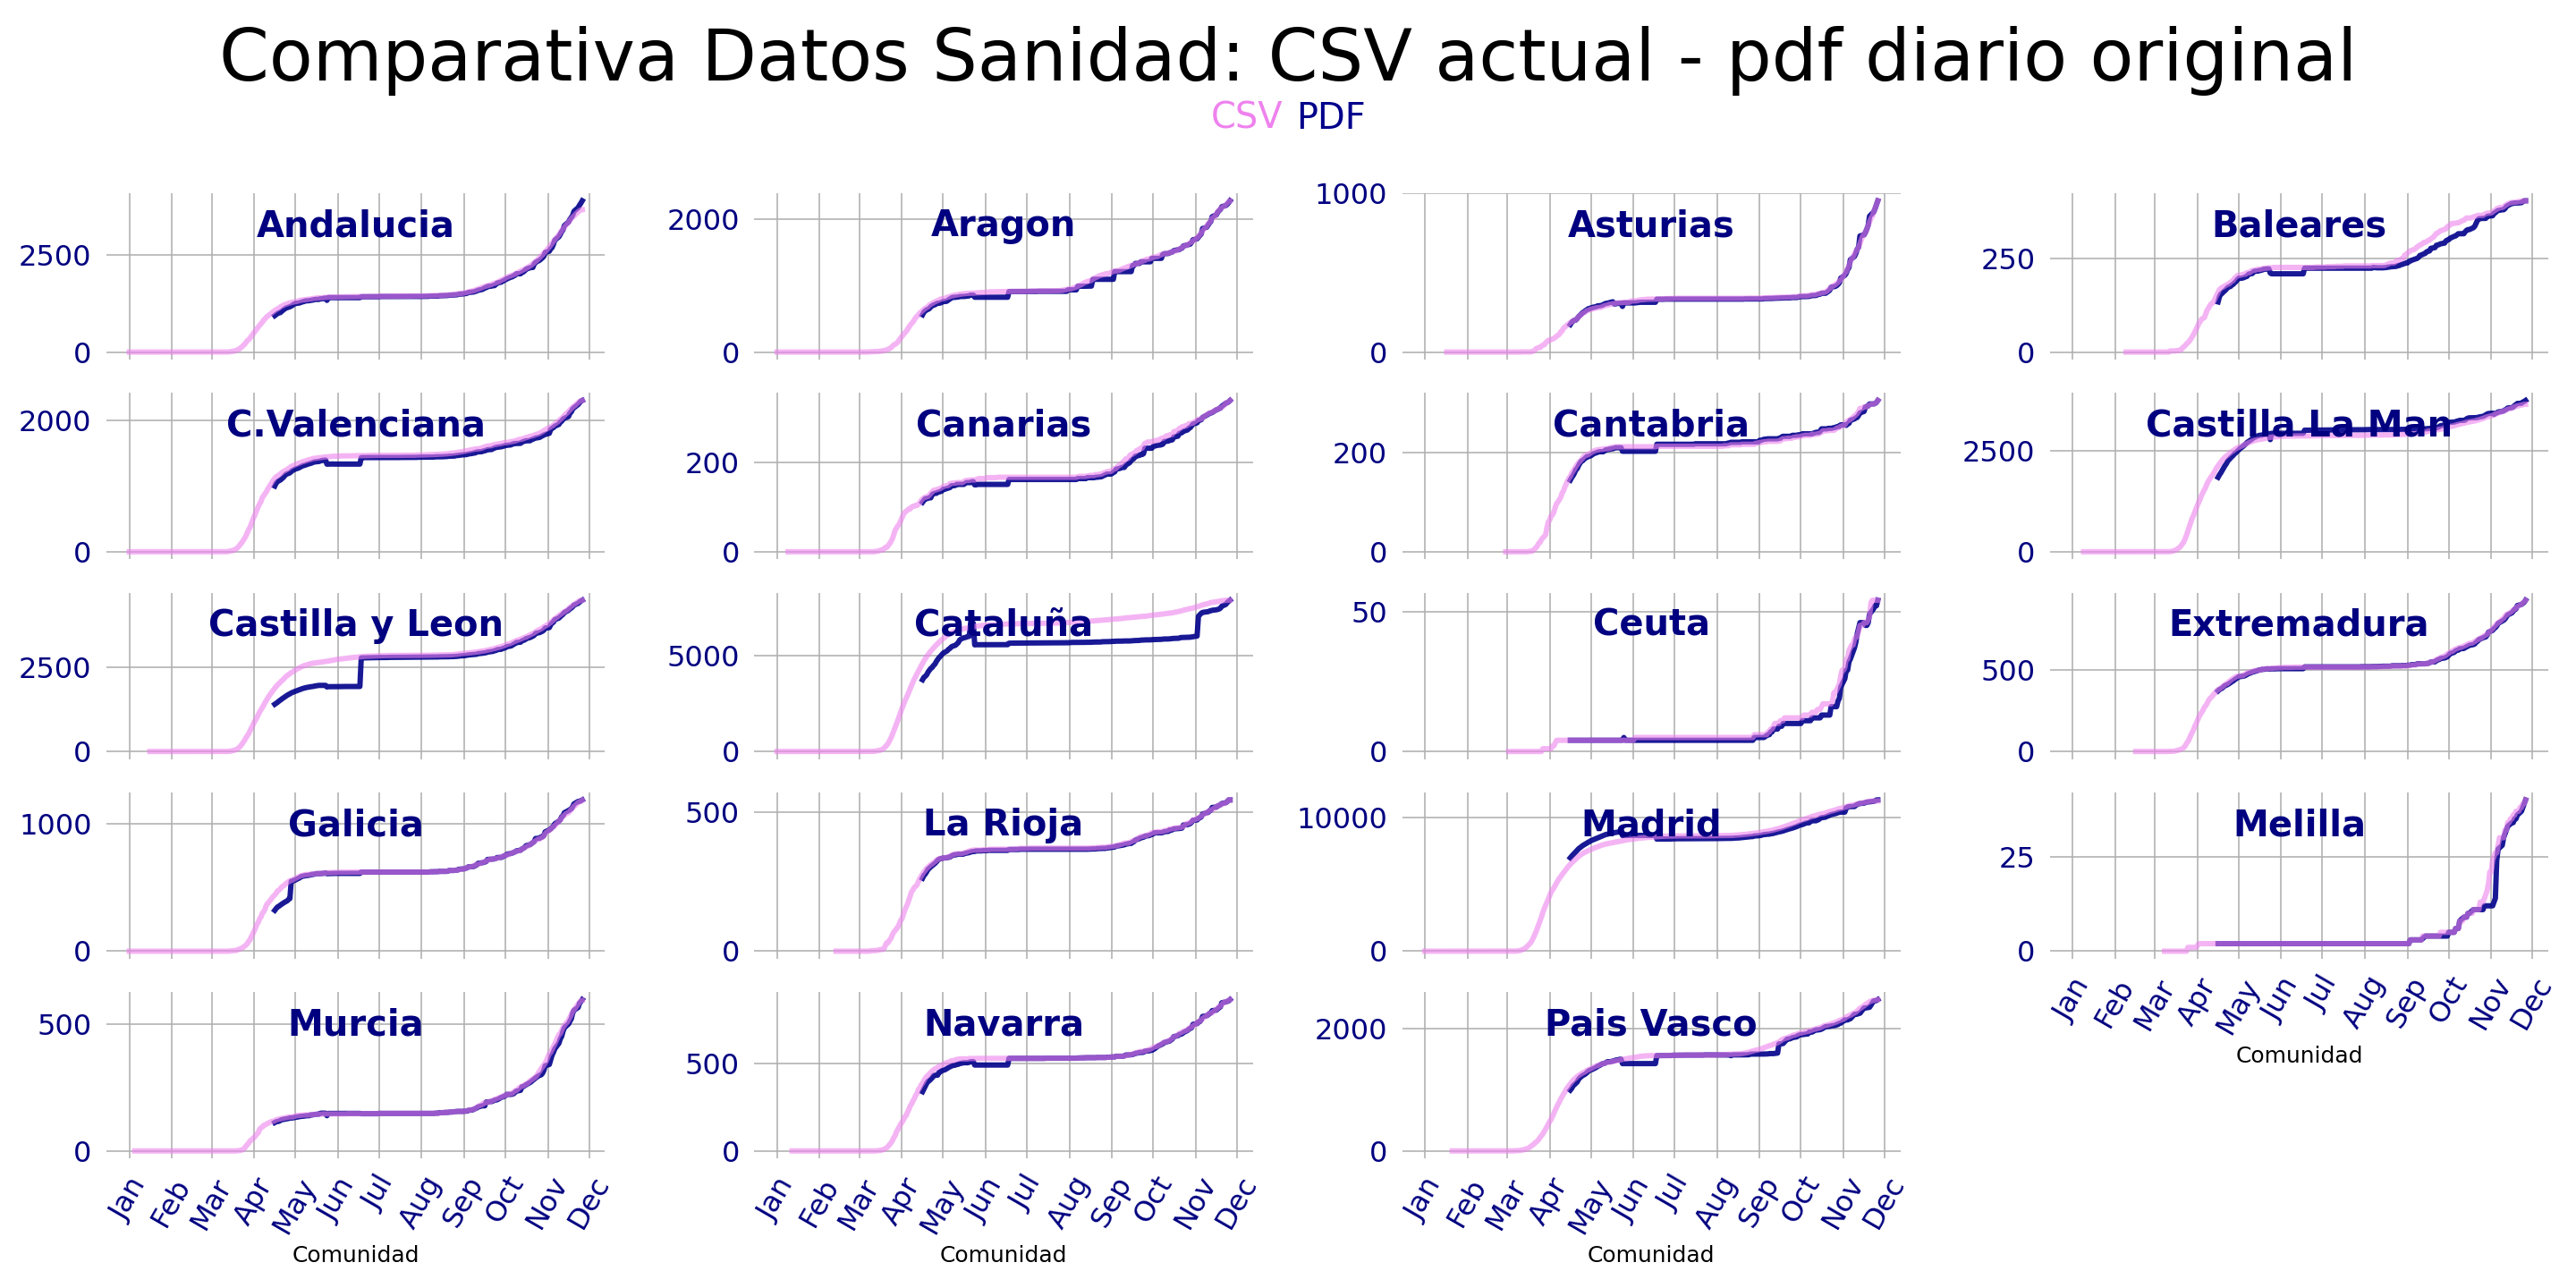 Comparativa Datos Sanidad: CSV actual - pdf diario original
CSV PDF
Andalucia
2500
0
Aragon
2000
0
Asturias
1000
0
Baleares
250
0
C.Valenciana
2000
0
Canarias
200
0
Cantabria
200
0
Castilla La Man
2500
0
Castilla y Leon
2500
0
Cataluña
5000
0
Ceuta
50
0
Extremadura
500
0
Galicia
1000
0
La Rioja
500
0
Madrid
10000
0
Melilla
25
0
Jan Feb Mar Apr May Jun Jul Aug Sep Oct Nov Dec
Comunidad
Murcia
500
0
Jan Feb Mar Apr May Jun Jul Aug Sep Oct Nov Dec
Comunidad
Navarra
500
0
Jan Feb Mar Apr May Jun Jul Aug Sep Oct Nov Dec
Comunidad
Pais Vasco
2000
0
Jan Feb Mar Apr May Jun Jul Aug Sep Oct Nov Dec
Comunidad